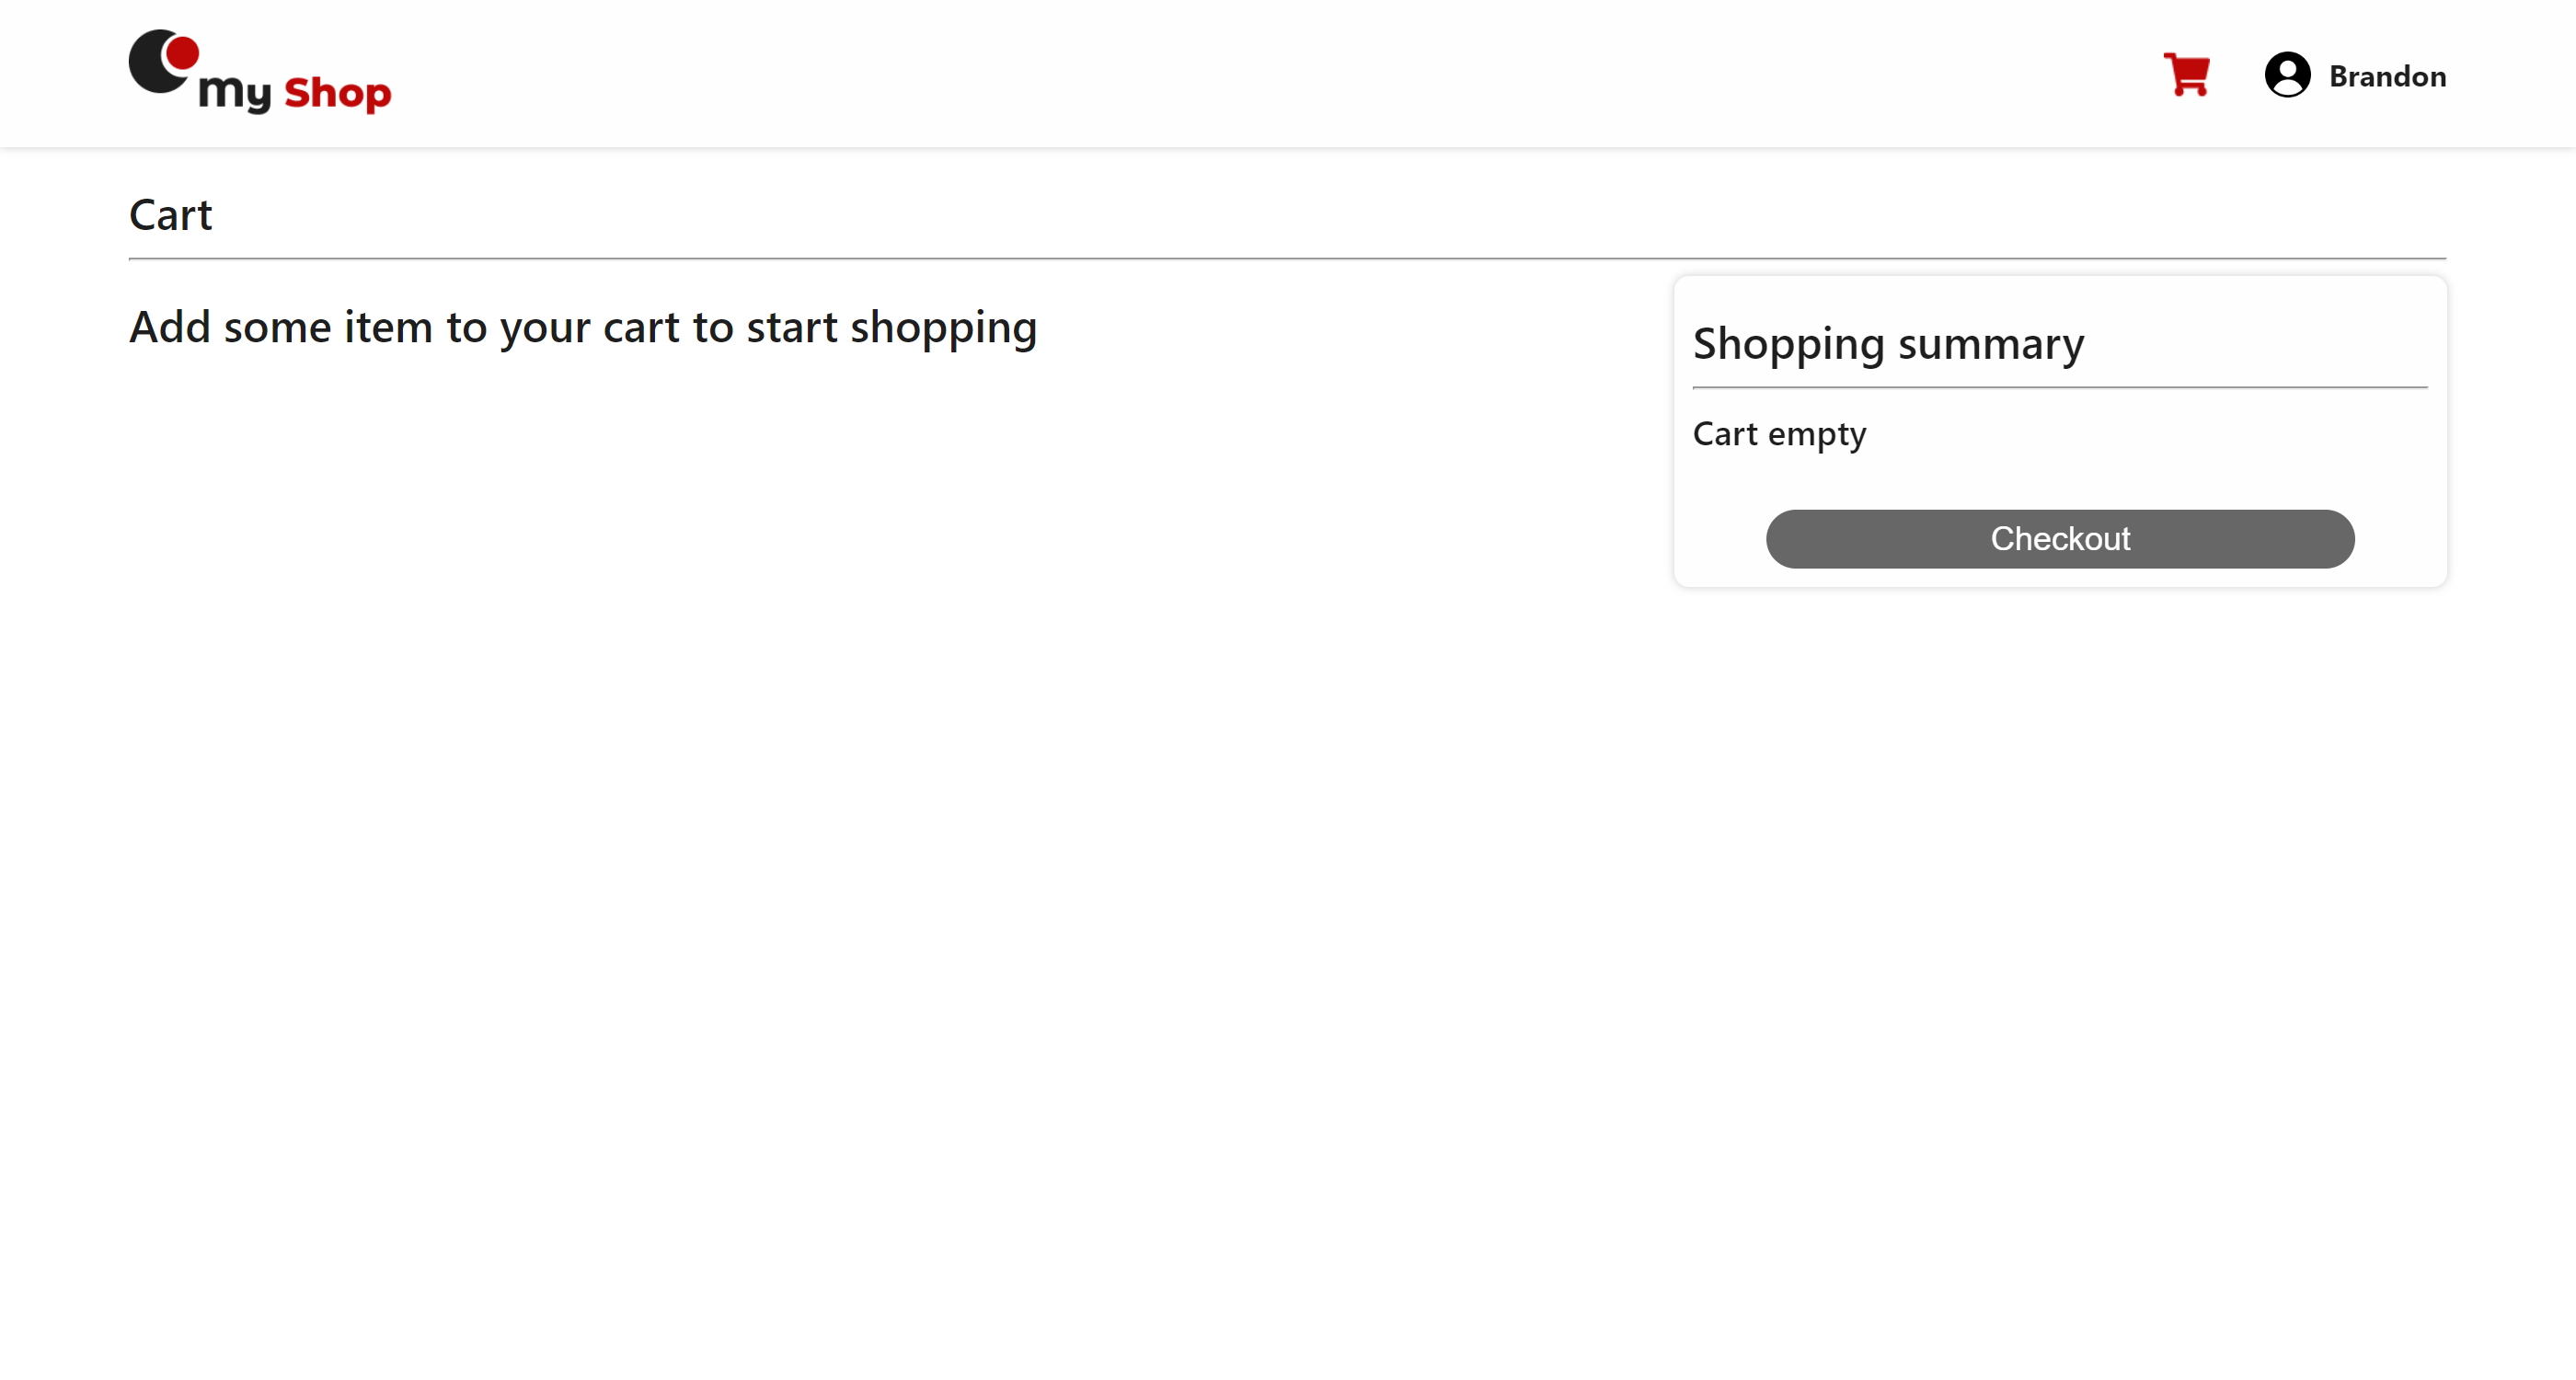 my Shop
Brandon
Cart
Add some item to your cart to start shopping
Shopping summary
Cart empty
Checkout